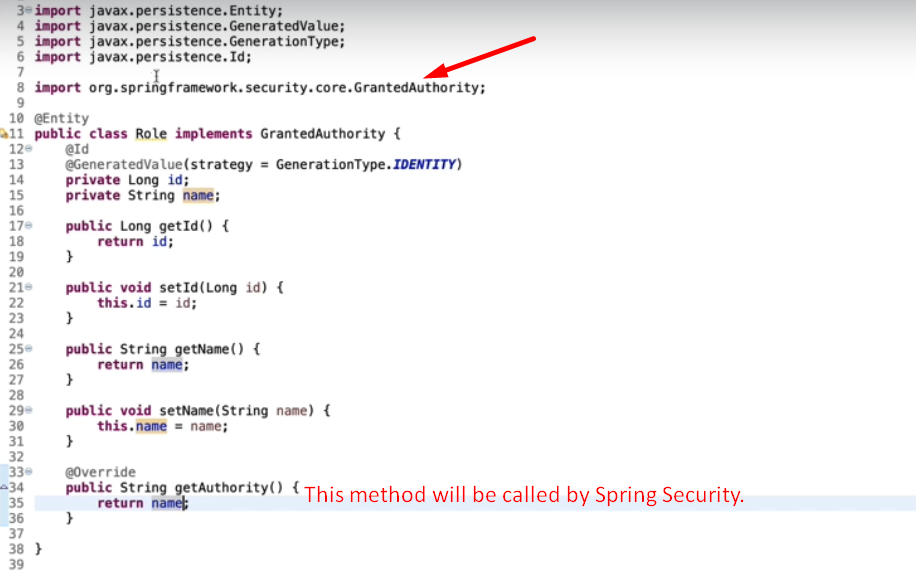 3 import javax.persistence.Entity;
4 import javax.persistence.GeneratedValue;
5 import javax.persistence.GenerationType;
6 import javax.persistence.Id;
7
8 import org.springframework.security.core.GrantedAuthority;
9
10 @Entity
11 public class Role implements GrantedAuthority {
12 @Id
13 @GeneratedValue(strategy = GenerationType.IDENTITY)
14 private Long id;
15 private String name;
16
17 public Long getId() {
18 return id;
19 }
20
21 public void setId(Long id) {
22 this.id = id;
23 }
24
25 public String getName() {
26 return name;
27 }
28
29 public void setName(String name) {
30 this.name = name;
31 }
32
33 @Override
34 public String getAuthority() {
This method will be called by Spring Security.
35 return name;
36 }
37
38 }
39